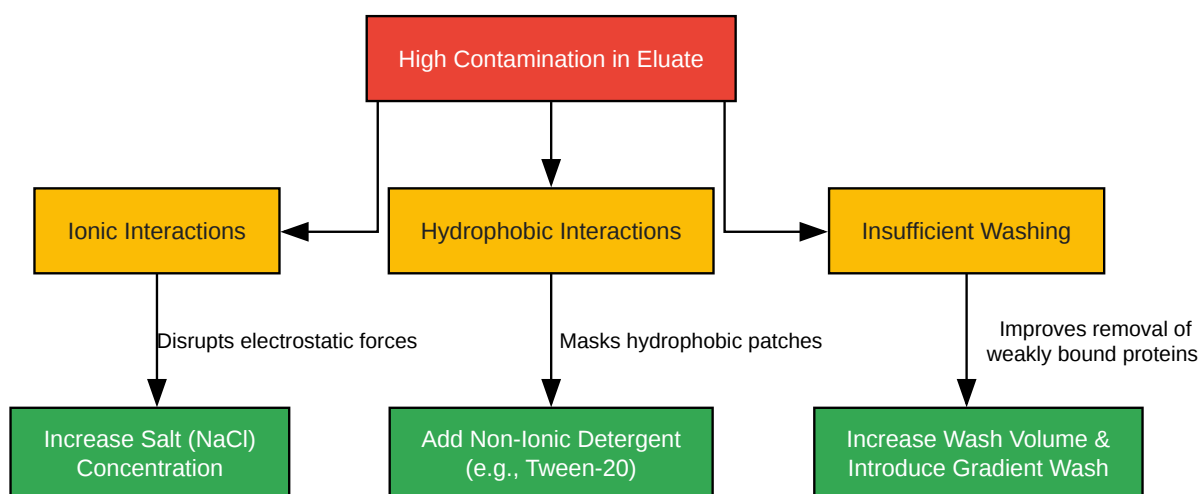 High Contamination in Eluate
Ionic Interactions
Hydrophobic Interactions
Insufficient Washing
Disrupts electrostatic forces
Masks hydrophobic patches
Improves removal of
weakly bound proteins
Increase Salt (NaCl)
Concentration
Add Non-Ionic Detergent
(e.g., Tween-20)
Increase Wash Volume &
Introduce Gradient Wash